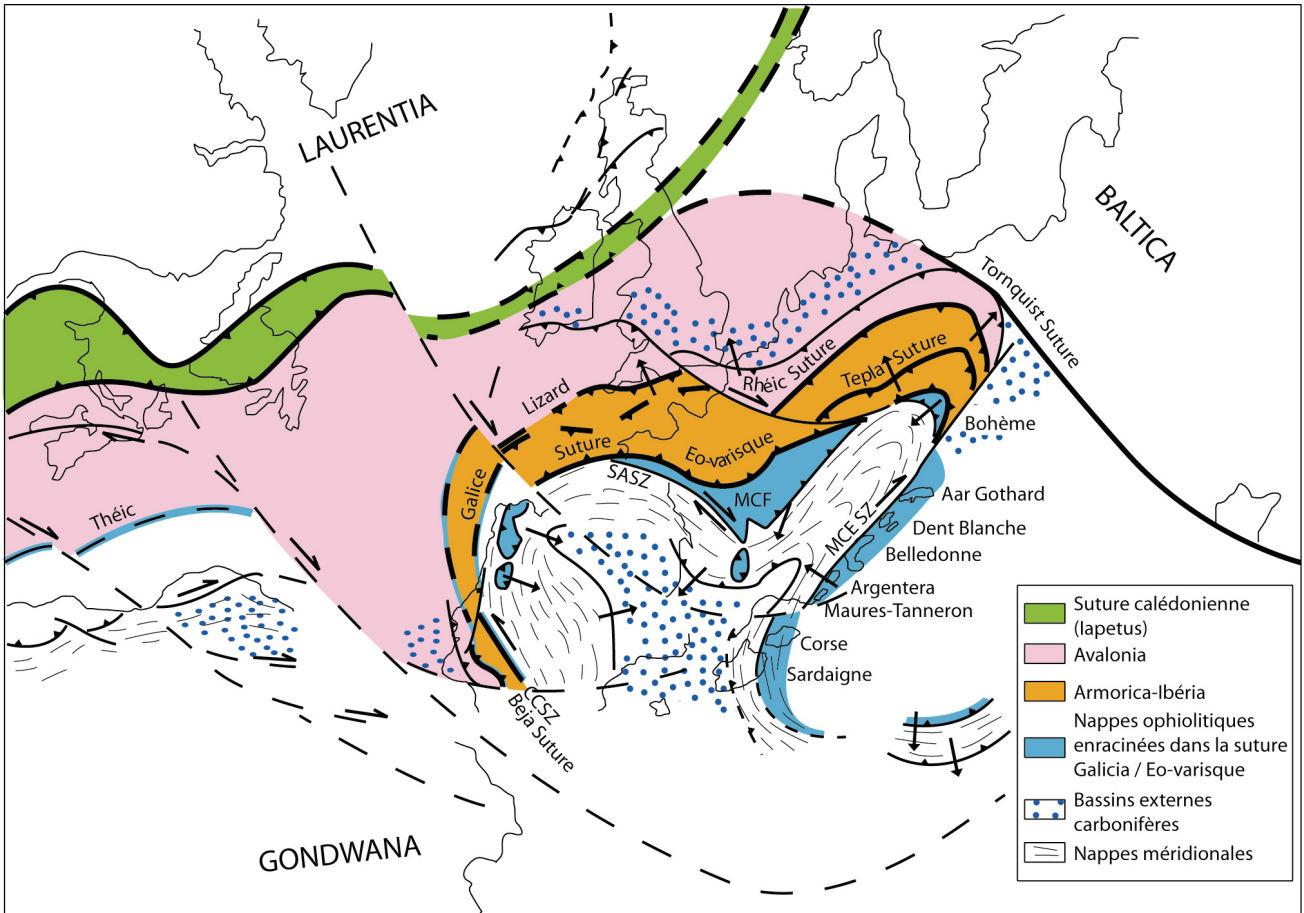 LAURENTIA
BALTICA
Tornquist Suture
Rhéic Suture
Tepla Suture
Lizard
Suture
Eo-varisque
Bohème
Galice
SASZ
MCF
MCE SZ
Aar Gothard
Dent Blanche
Belledonne
Théic
Argentera
Maures-Tanneron
Corse
Sardaigne
CCSZ
Beja Suture
GONDWANA
Suture calédonienne
(Iapetus)
Avalonia
Armorica-Ibéria
Nappes ophiolitiques
enracinées dans la suture
Galicia / Eo-varisque
Bassins externes
carbonifères
Nappes méridionales